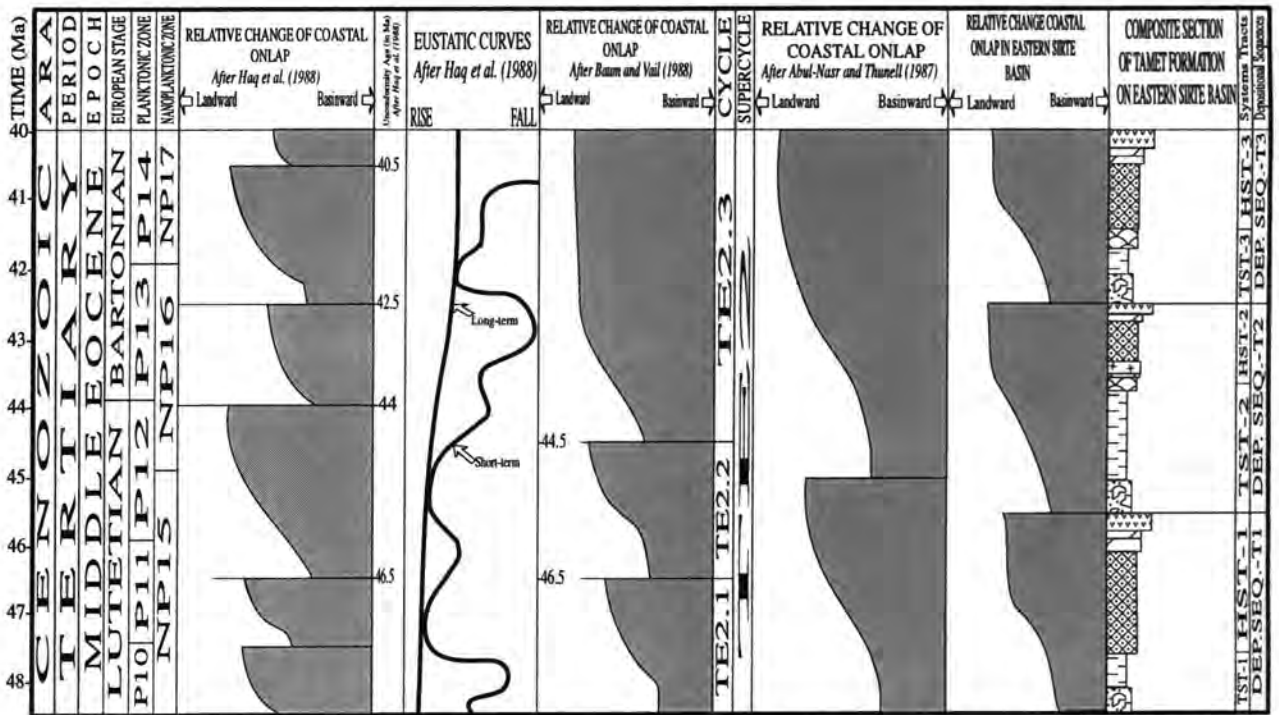 TIME (Ma)
ARA
PERIOD
EPOCH
EUROPEAN STAGE
PLANKTONIC ZONE
NANOPLANKTONIC ZONE
RELATIVE CHANGE OF COASTAL
ONLAP
After Haq et al. (1988)
Landward Basinward
Unconformity Age (in Ma)
After Haq et al. (1988)
EUSTATIC CURVES
After Haq et al. (1988)
RISE FALL
RELATIVE CHANGE OF COASTAL
ONLAP
After Baum and Vail (1988)
Landward Basinward
CYCLE
SUPERCYCLE
RELATIVE CHANGE OF
COASTAL ONLAP
After Abul-Nasr and Thunell (1987)
Landward Basinward
RELATIVE CHANGE COASTAL
ONLAP IN EASTERN SIRTE
BASIN
Landward Basinward
COMPOSITE SECTION
OF TAMET FORMATION
ON EASTERN SIRTE BASIN
Systems Tracts
Depositional Sequences
40
41
42
43
44
45
46
47
48
CENOZOIC
TERTIARY
MIDDLE EOCENE
BARTONIAN
LUTETIAN
P14
P13
P12
P11
P10
NP17
NP16
NP15
40.5
42.5
44
46.5
Long-term
Short-term
44.5
46.5
TE2.3
TE2.2
TE2.1
HST-3
TST-3
HST-2
TST-2
HST-1
TST-1
DEP. SEQ.-T3
DEP. SEQ.-T2
DEP.SEQ.-T1